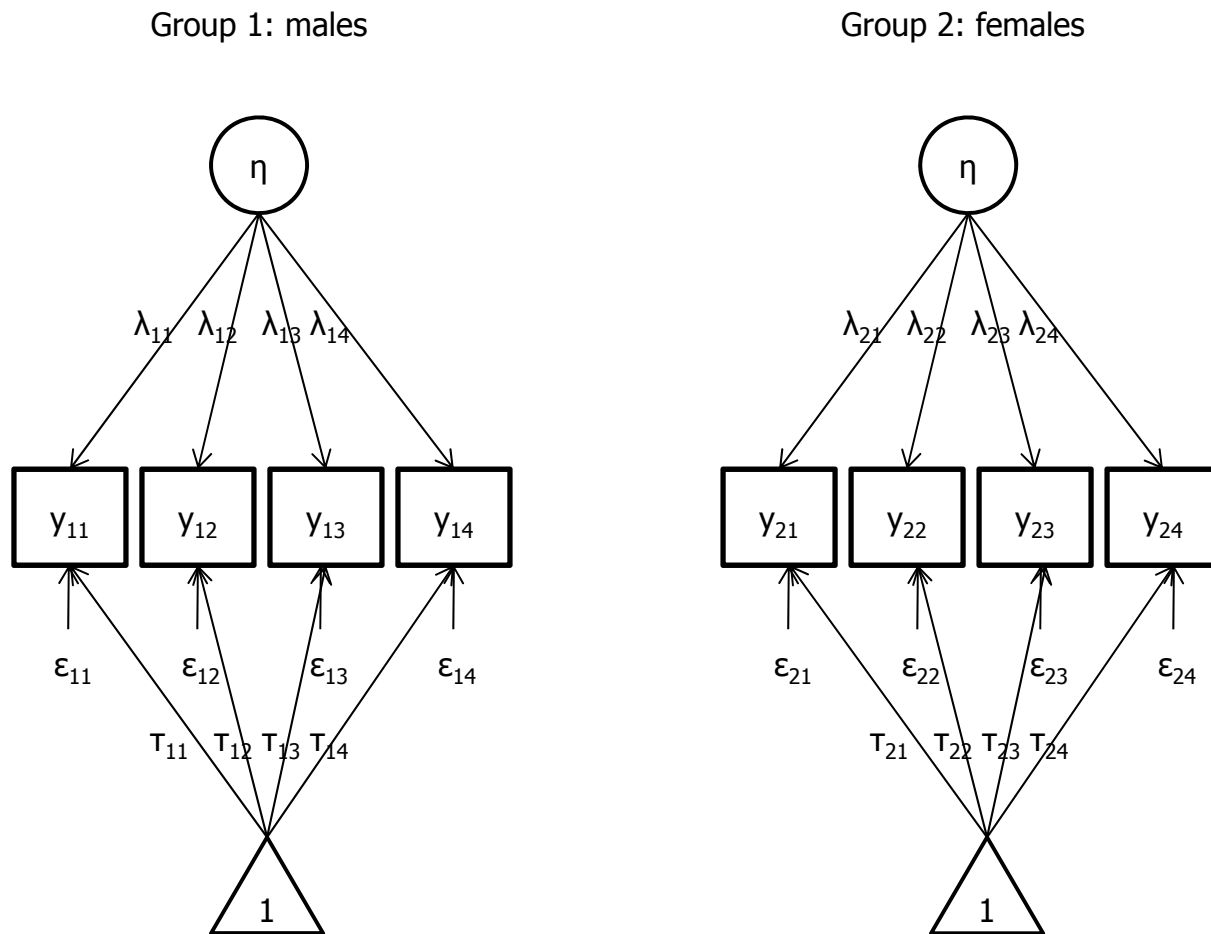 Group 1: males Group 2: females
η η
λ₁₁ λ₁₂ λ₁₃ λ₁₄ λ₂₁ λ₂₂ λ₂₃ λ₂₄
y₁₁ y₁₂ y₁₃ y₁₄ y₂₁ y₂₂ y₂₃ y₂₄
ε₁₁ ε₁₂ ε₁₃ ε₁₄ ε₂₁ ε₂₂ ε₂₃ ε₂₄
τ₁₁ τ₁₂ τ₁₃ τ₁₄ τ₂₁ τ₂₂ τ₂₃ τ₂₄
1 1